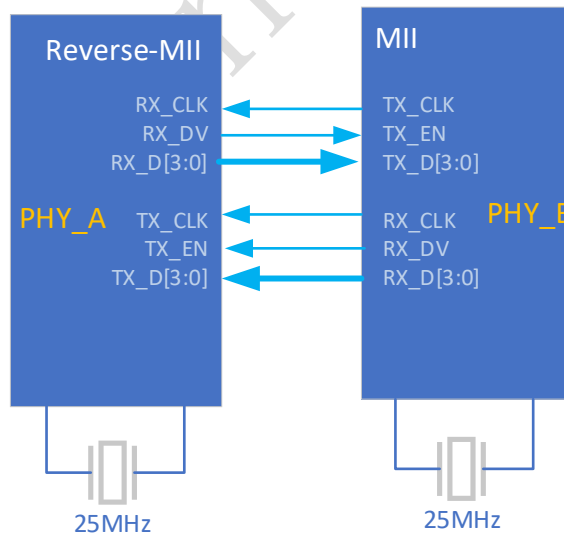 Reverse-MII
RX_CLK
RX_DV
RX_D[3:0]
PHY_A
TX_CLK
TX_EN
TX_D[3:0]
25MHz
MII
TX_CLK
TX_EN
TX_D[3:0]
RX_CLK
PHY_
RX_DV
RX_D[3:0]
25MHz